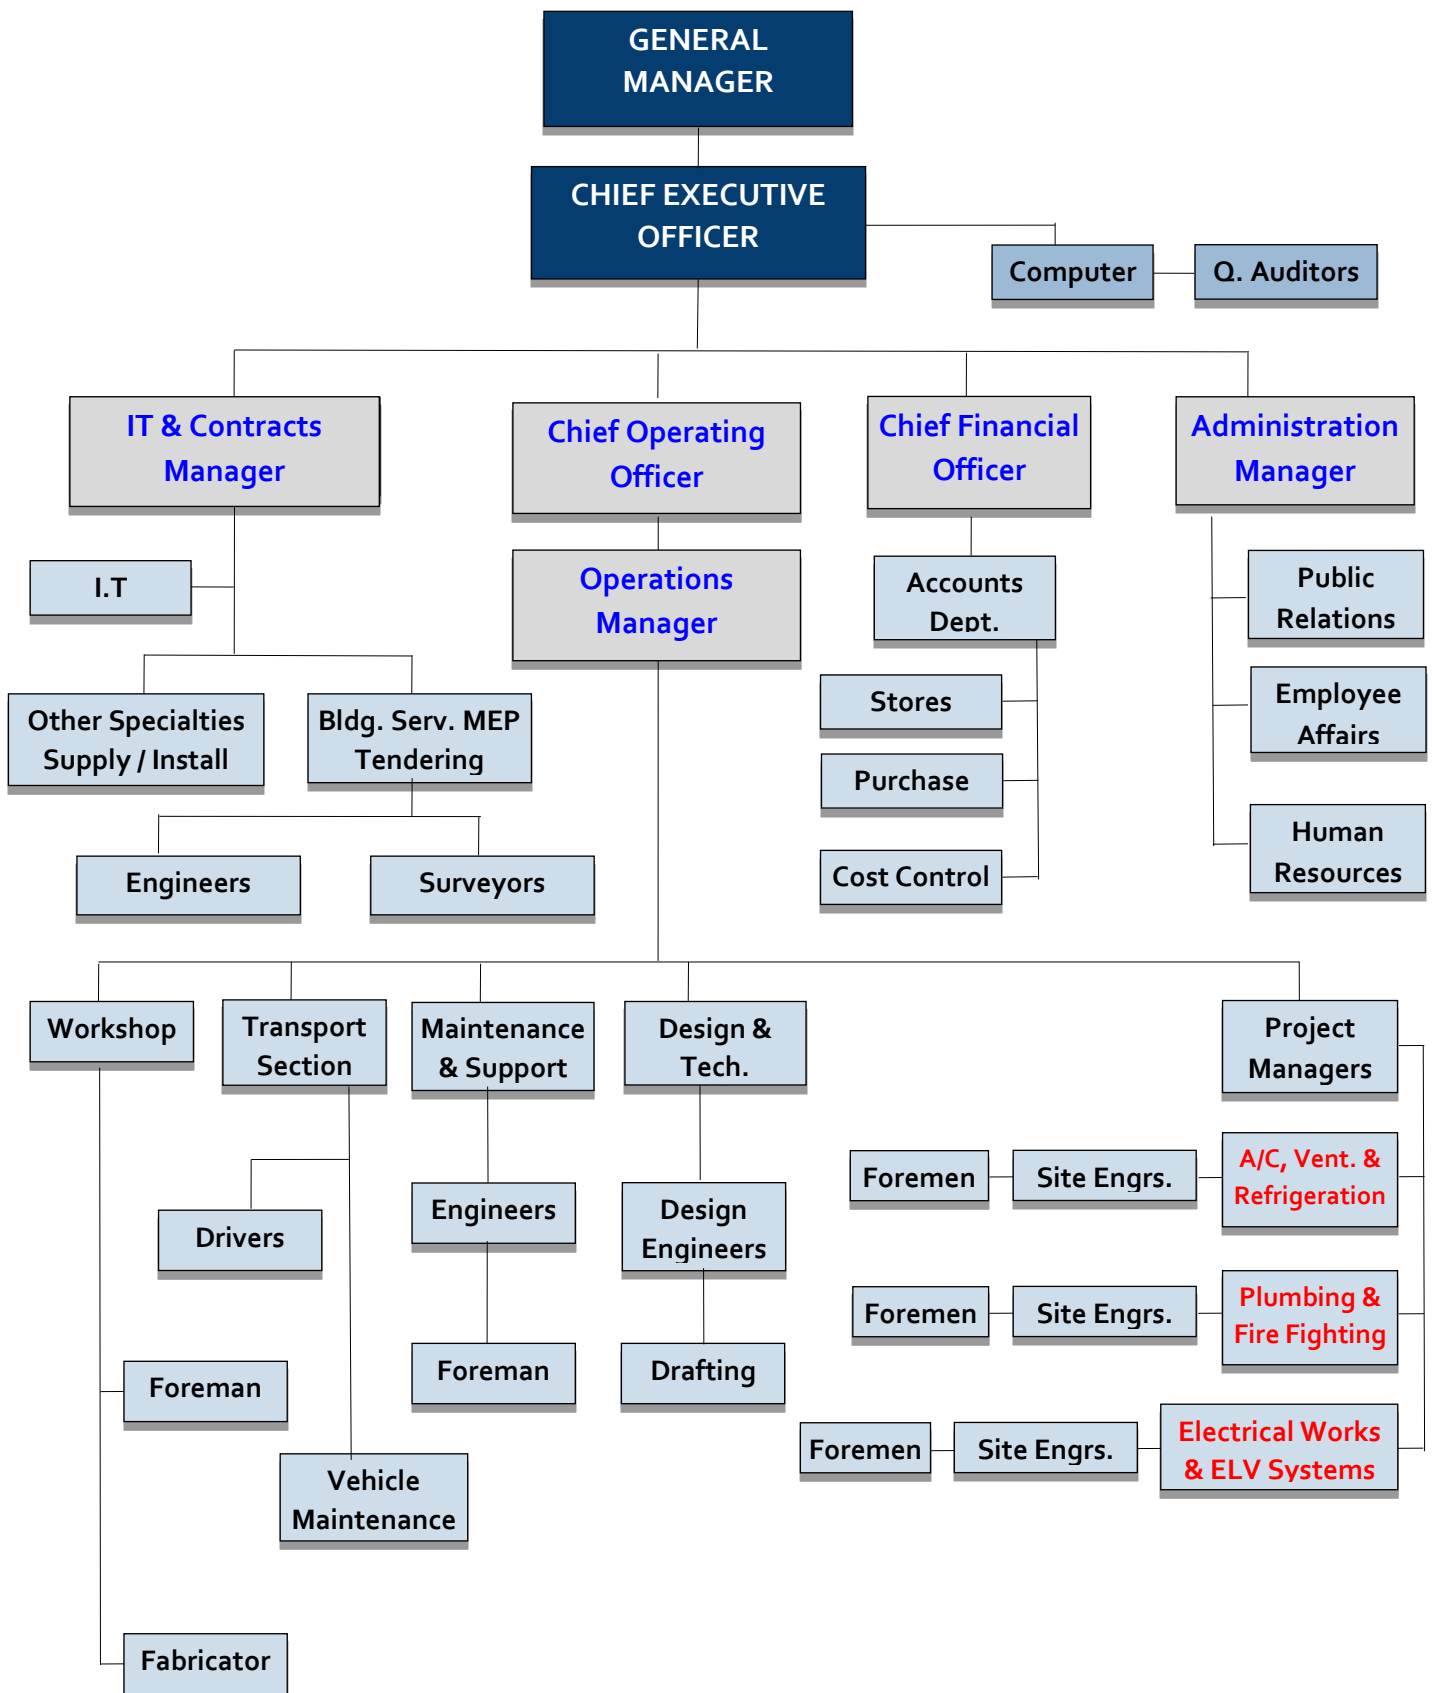 GENERAL
MANAGER
CHIEF EXECUTIVE
OFFICER
Computer
Q. Auditors
IT & Contracts
Manager
Chief Operating
Officer
Chief Financial
Officer
Administration
Manager
I.T
Operations
Manager
Accounts
Dept.
Public
Relations
Other Specialties
Supply / Install
Bldg. Serv. MEP
Tendering
Stores
Employee
Affairs
Purchase
Engineers
Surveyors
Cost Control
Human
Resources
Workshop
Transport
Section
Maintenance
& Support
Design &
Tech.
Project
Managers
Foremen
Site Engrs.
A/C, Vent. &
Refrigeration
Drivers
Engineers
Design
Engineers
Foremen
Site Engrs.
Plumbing &
Fire Fighting
Foreman
Foreman
Drafting
Foremen
Site Engrs.
Electrical Works
& ELV Systems
Vehicle
Maintenance
Fabricator